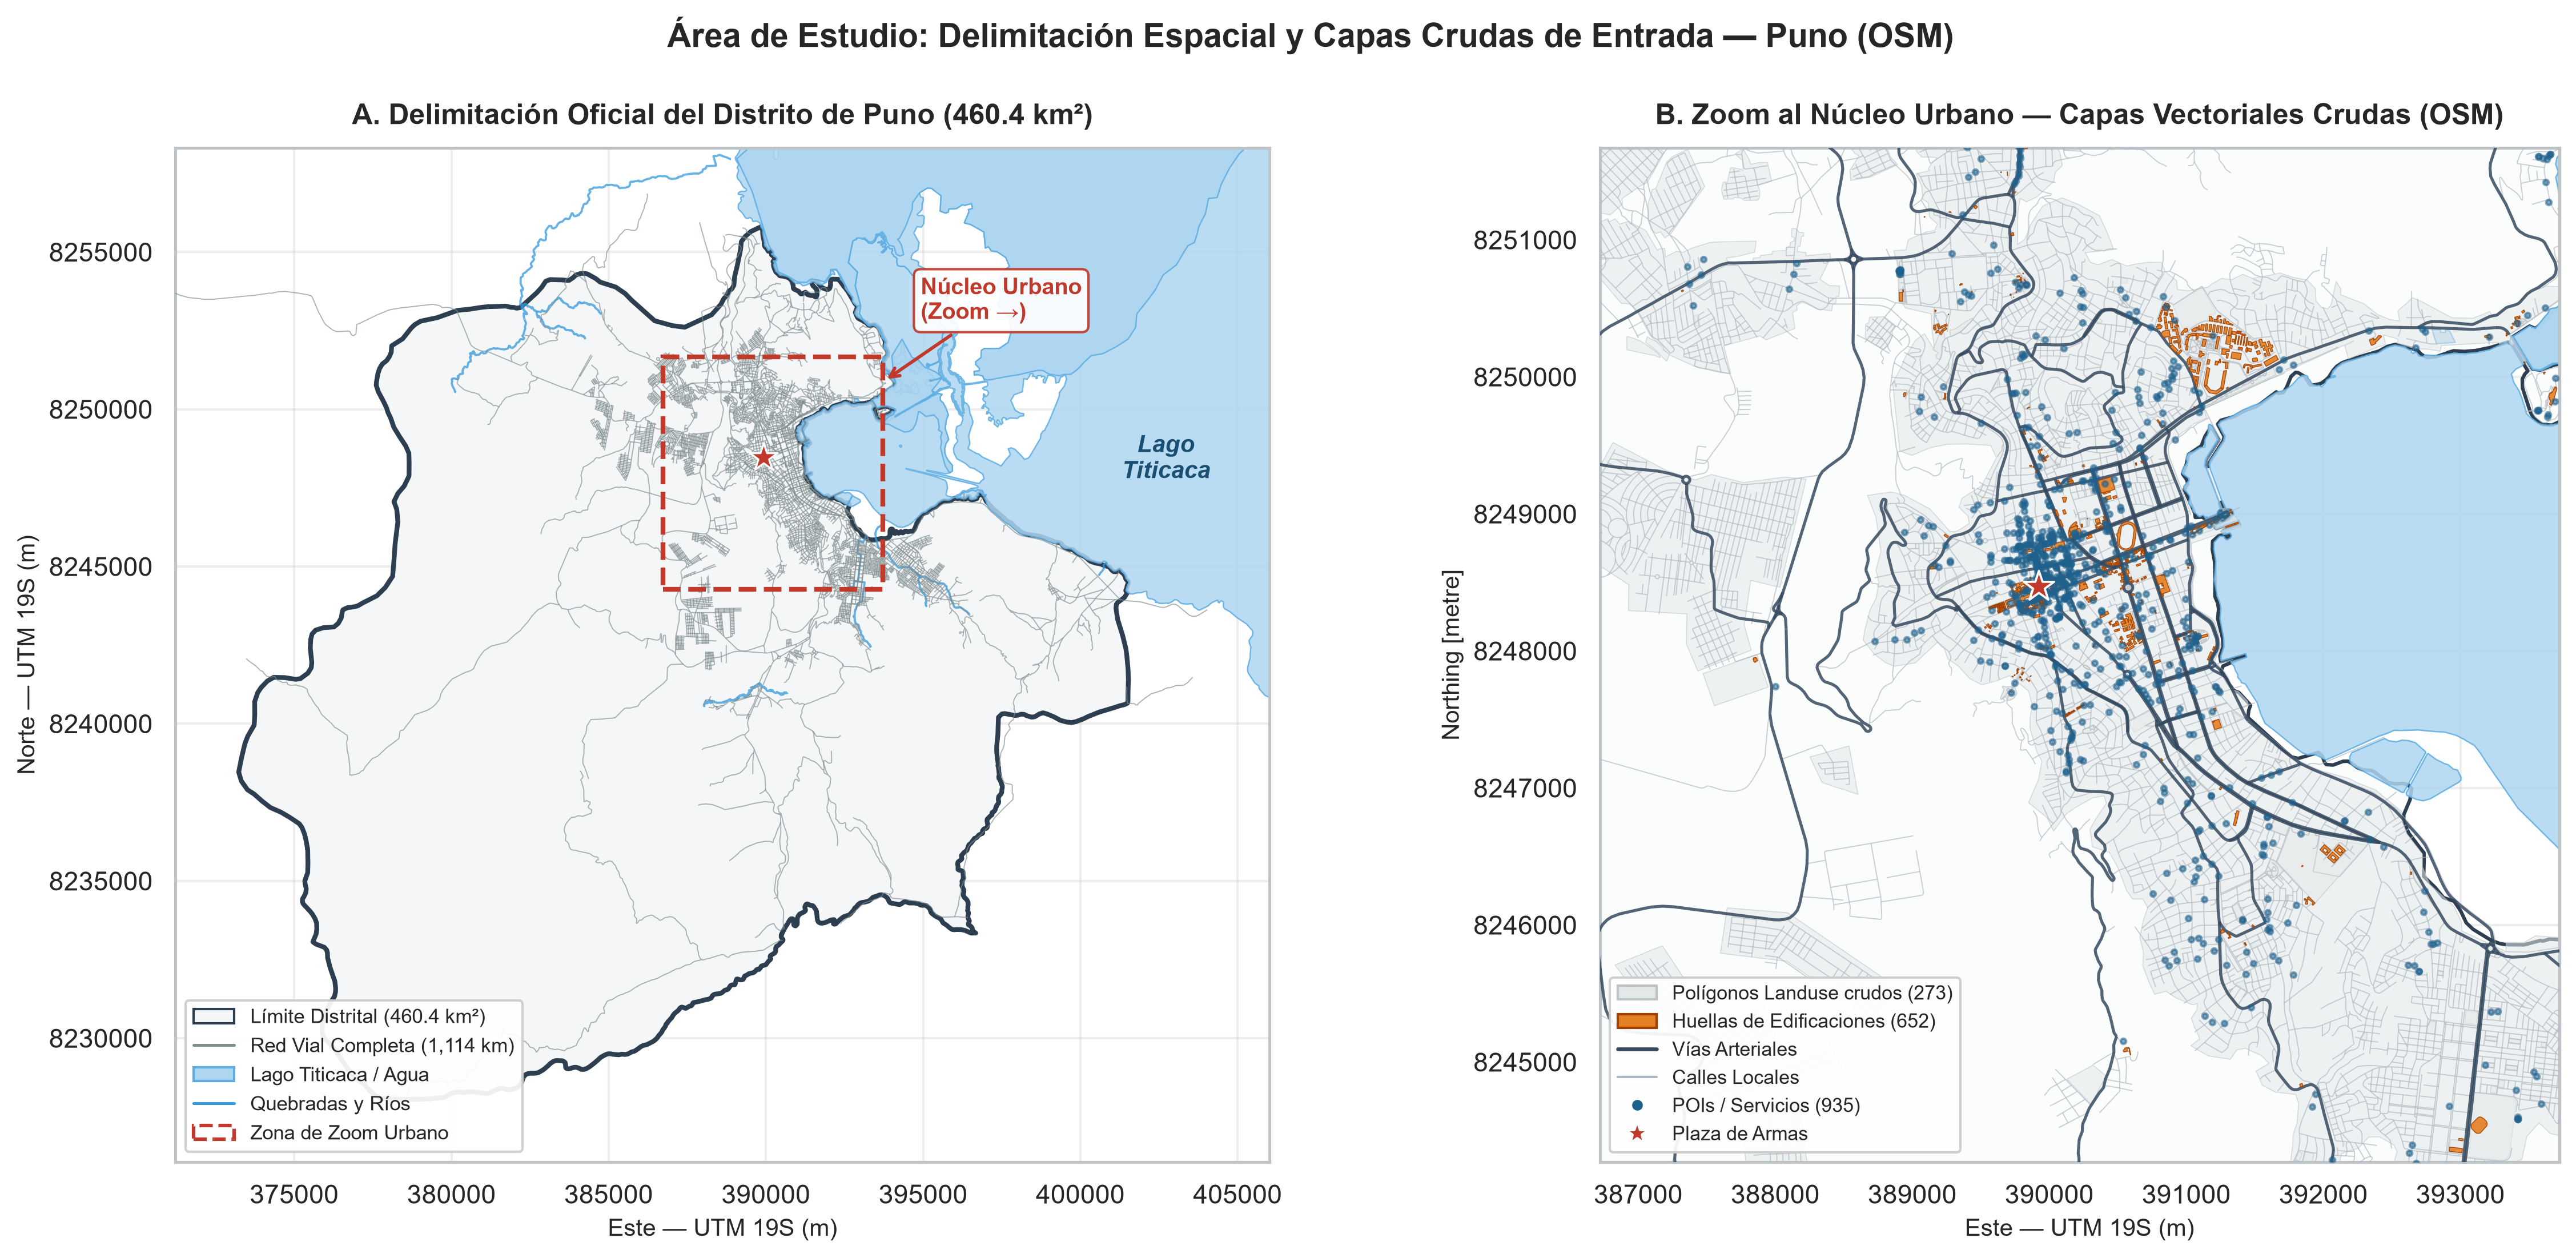 Área de Estudio: Delimitación Espacial y Capas Crudas de Entrada — Puno (OSM)
A. Delimitación Oficial del Distrito de Puno (460.4 km²)
Norte — UTM 19S (m)
8255000
8250000
8245000
8240000
8235000
8230000
Núcleo Urbano
(Zoom →)
Lago
Titicaca
Límite Distrital (460.4 km²)
Red Vial Completa (1,114 km)
Lago Titicaca / Agua
Quebradas y Ríos
Zona de Zoom Urbano
375000
380000
385000
390000
395000
400000
405000
Este — UTM 19S (m)
B. Zoom al Núcleo Urbano — Capas Vectoriales Crudas (OSM)
Northing [metre]
8251000
8250000
8249000
8248000
8247000
8246000
8245000
Polígonos Landuse crudos (273)
Huellas de Edificaciones (652)
Vías Arteriales
Calles Locales
POIs / Servicios (935)
Plaza de Armas
387000
388000
389000
390000
391000
392000
393000
Este — UTM 19S (m)